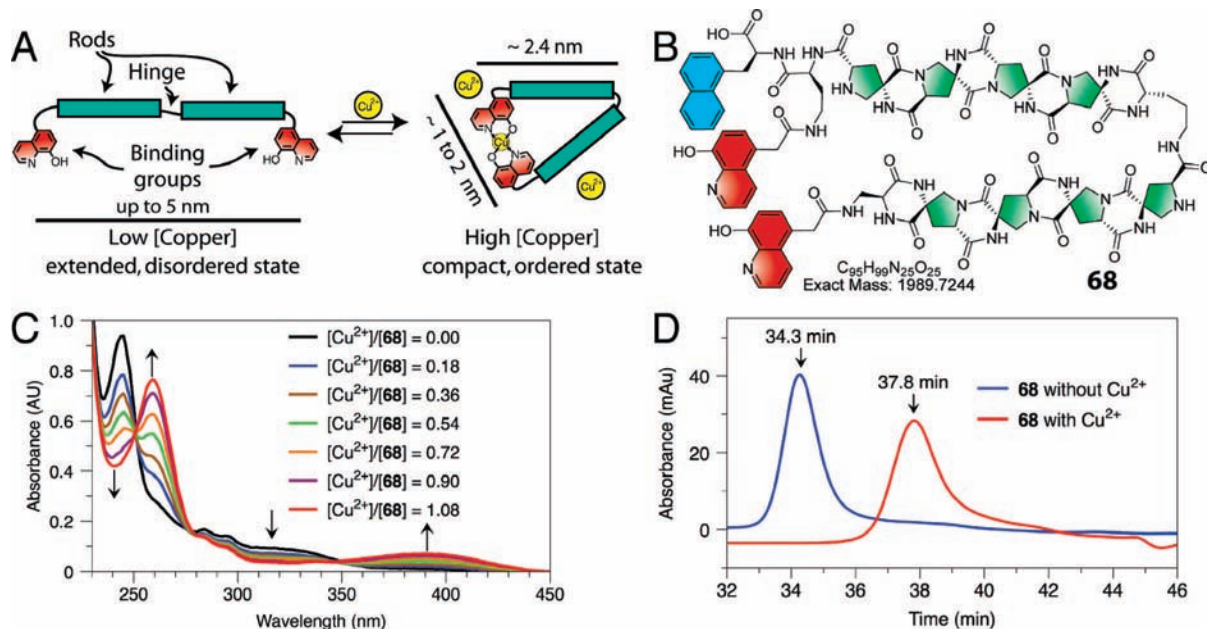 A
Rods
Hinge
Binding
groups
HO
N
OH
N
up to 5 nm
Low [Copper]
extended, disordered state
Cu²⁺
~ 2.4 nm
~ 1 to 2 nm
Cu²⁺
N
O
Cu
O
N
Cu²⁺
High [Copper]
compact, ordered state
B
C₉₅H₉₉N₂₅O₂₅
Exact Mass: 1989.7244
68
C
Absorbance (AU)
1.0
0.8
0.6
0.4
0.2
0
250
300
350
400
450
Wavelength (nm)
[Cu²⁺]/[68] = 0.00
[Cu²⁺]/[68] = 0.18
[Cu²⁺]/[68] = 0.36
[Cu²⁺]/[68] = 0.54
[Cu²⁺]/[68] = 0.72
[Cu²⁺]/[68] = 0.90
[Cu²⁺]/[68] = 1.08
D
Absorbance (mAu)
40
20
0
-10
34.3 min
37.8 min
68 without Cu²⁺
68 with Cu²⁺
32
34
36
38
40
42
44
46
Time (min)